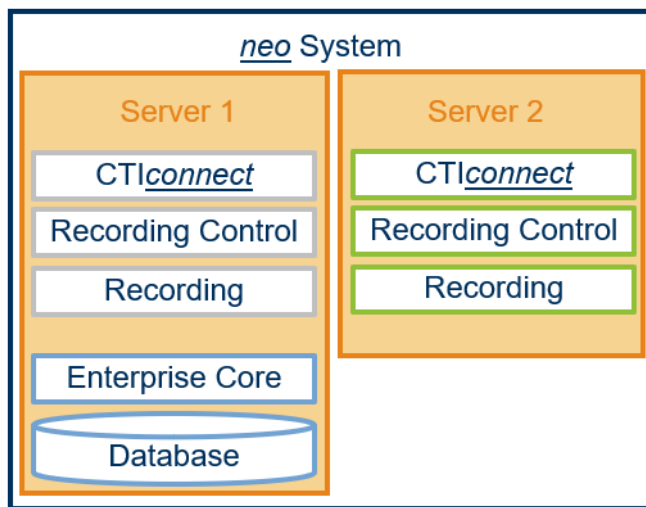 neo System
Server 1
CTIconnect
Recording Control
Recording
Enterprise Core
Database
Server 2
CTIconnect
Recording Control
Recording